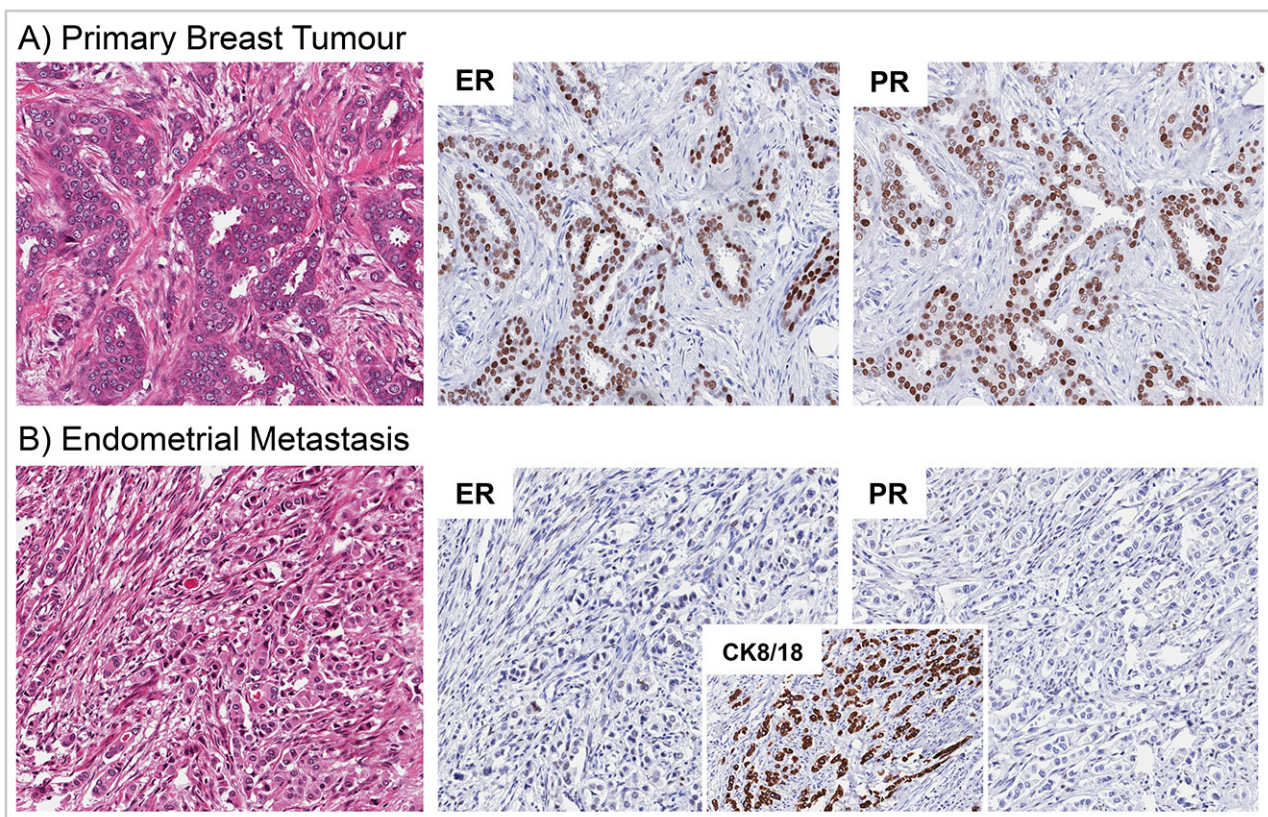 A) Primary Breast Tumour
ER
PR
B) Endometrial Metastasis
ER
PR
CK8/18